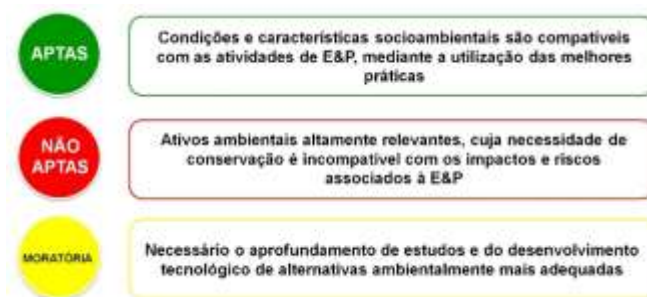 APTAS
Condições e características socioambientais são compatíveis
com as atividades de E&P, mediante a utilização das melhores
práticas
NÃO
APTAS
Ativos ambientais altamente relevantes, cuja necessidade de
conservação é incompatível com os impactos e riscos
associados à E&P
MORATÓRIA
Necessário o aprofundamento de estudos e do desenvolvimento
tecnológico de alternativas ambientalmente mais adequadas